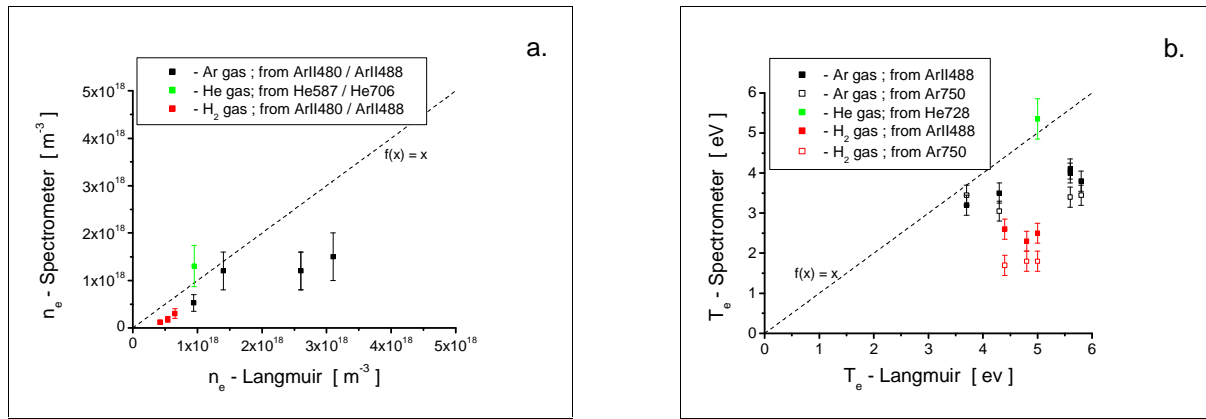 a.
- Ar gas ; from ArII480 / ArII488
- He gas; from He587 / He706
- H2 gas ; from ArII480 / ArII488
5x10^18
4x10^18
3x10^18
2x10^18
1x10^18
0
f(x) = x
n_e - Spectrometer [ m^-3 ]
0 1x10^18 2x10^18 3x10^18 4x10^18 5x10^18
n_e - Langmuir [ m^-3 ]
b.
- Ar gas ; from ArII488
- Ar gas ; from Ar750
- He gas; from He728
- H2 gas ; from ArII488
- H2 gas ; from Ar750
6
5
4
3
2
1
0
f(x) = x
T_e - Spectrometer [ eV ]
0 1 2 3 4 5 6
T_e - Langmuir [ ev ]